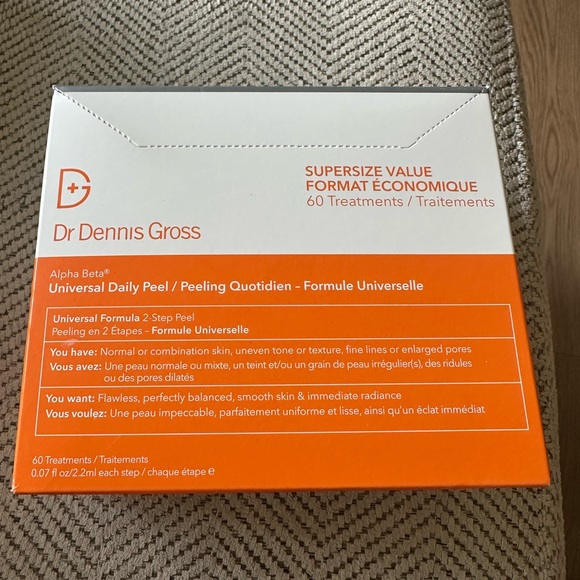 D+G
SUPERSIZE VALUE
FORMAT ÉCONOMIQUE
60 Treatments / Traitements
Dr Dennis Gross
Alpha Beta®
Universal Daily Peel / Peeling Quotidien – Formule Universelle
Universal Formula 2-Step Peel
Peeling en 2 Étapes – Formule Universelle
You have: Normal or combination skin, uneven tone or texture, fine lines or enlarged pores
Vous avez: Une peau normale ou mixte, un teint et/ou un grain de peau irrégulier(s), des ridules
ou des pores dilatés
You want: Flawless, perfectly balanced, smooth skin & immediate radiance
Vous voulez: Une peau impeccable, parfaitement uniforme et lisse, ainsi qu'un éclat immédiat
60 Treatments / Traitements
0.07 fl oz/2.2ml each step / chaque étape ℮